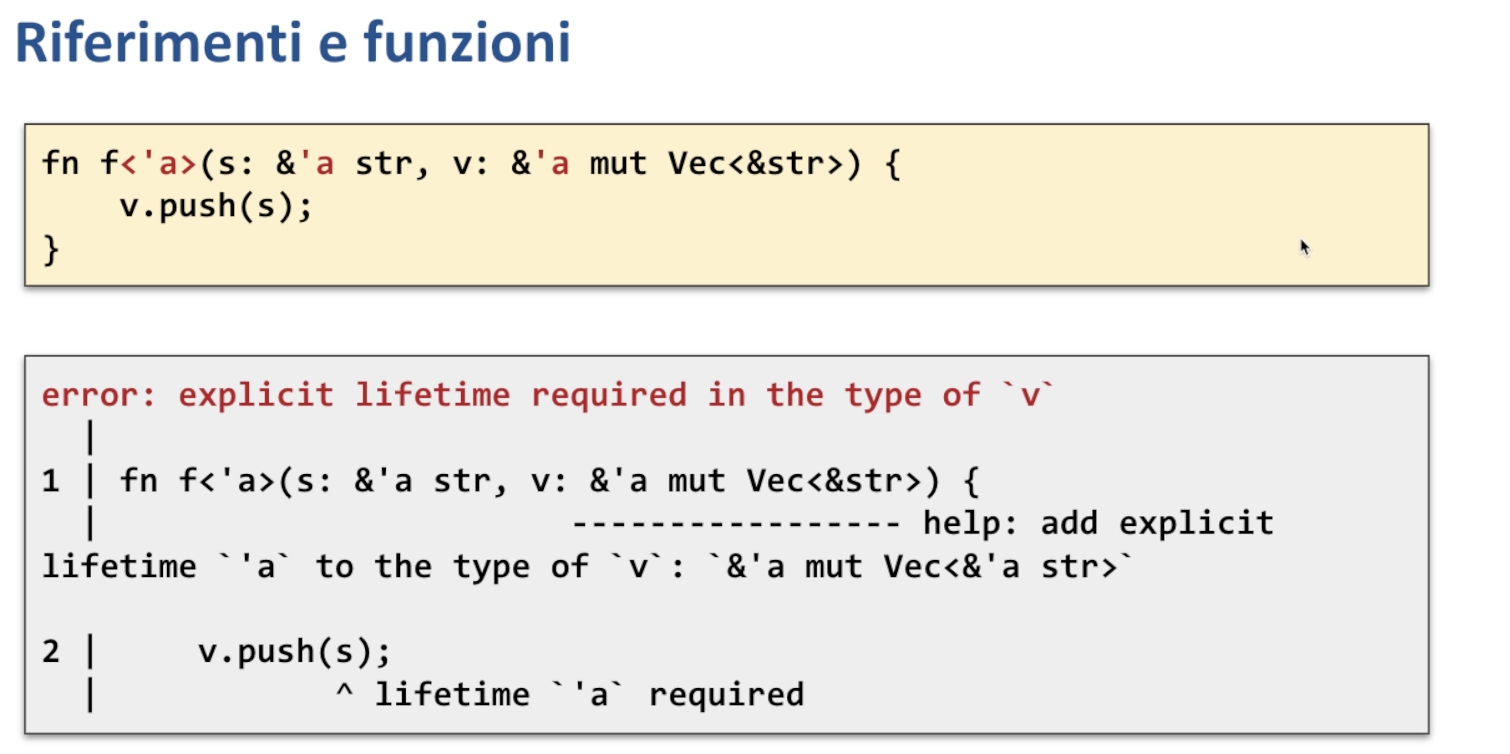 Riferimenti e funzioni
fn f<'a>(s: &'a str, v: &'a mut Vec<&str>) {
    v.push(s);
}
error: explicit lifetime required in the type of `v`
  |
1 | fn f<'a>(s: &'a str, v: &'a mut Vec<&str>) {
  |                        ----------------- help: add explicit
lifetime `'a` to the type of `v`: `&'a mut Vec<&'a str>`
2 |     v.push(s);
  |            ^ lifetime `'a` required